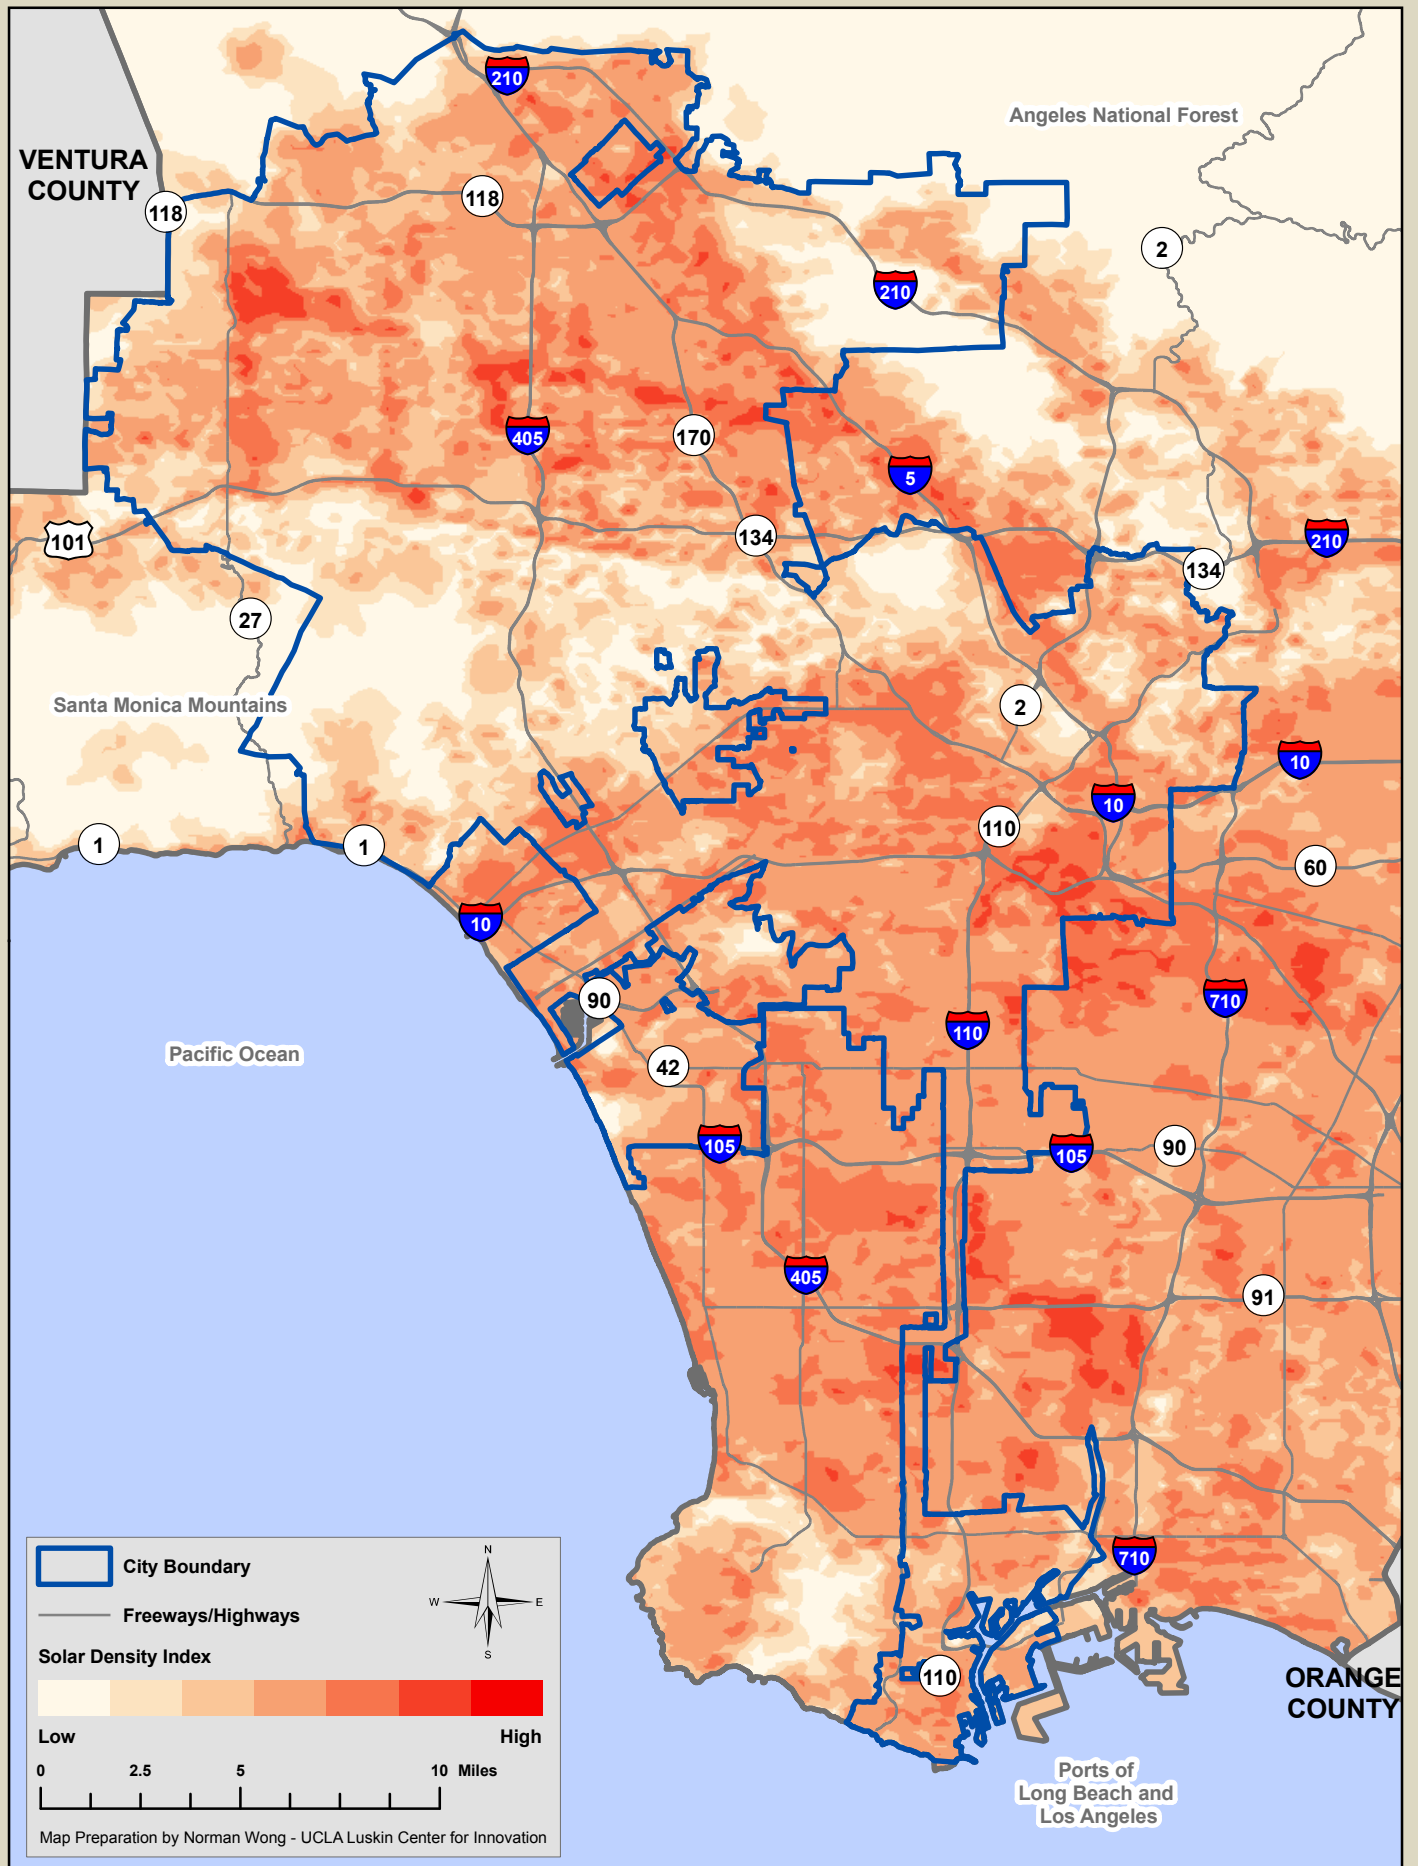 210
Angeles National Forest
VENTURA
COUNTY
118
118
2
210
405
170
5
101
134
210
134
27
Santa Monica Mountains
2
10
10
110
1
1
60
10
90
710
110
Pacific Ocean
42
105
105
90
405
91
710
City Boundary
N
W
E
S
Freeways/Highways
Solar Density Index
Low
High
0
2.5
5
10 Miles
Map Preparation by Norman Wong - UCLA Luskin Center for Innovation
110
ORANGE
COUNTY
Ports of
Long Beach and
Los Angeles